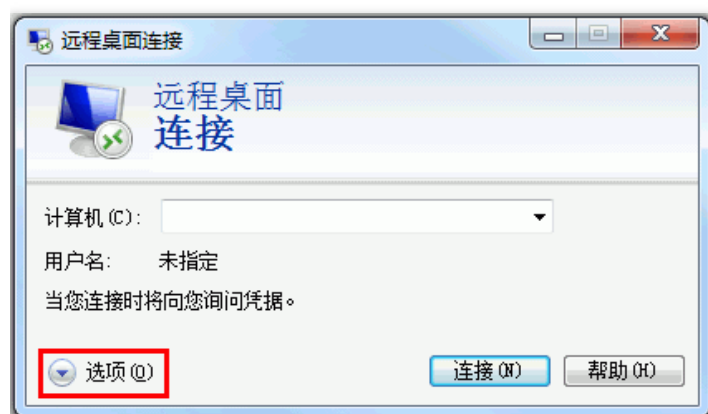 远程桌面连接
远程桌面
连接
计算机(C):
用户名: 未指定
当您连接时将向您询问凭据。
选项(O) 连接(N) 帮助(H)